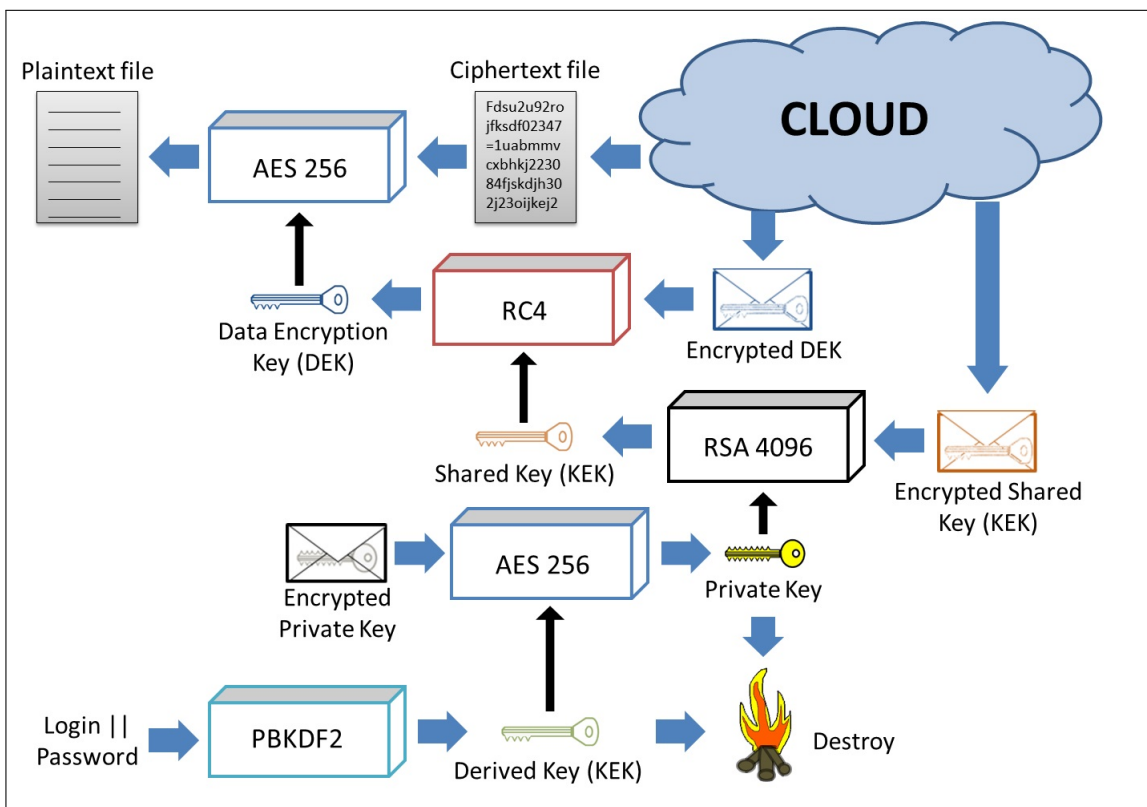 Plaintext file
Ciphertext file
CLOUD
Fdsu2u92ro
jfksdf02347
=1uabmmv
cxbhkj2230
84fjskdjh30
2j23oijkej2
AES 256
RC4
Data Encryption
Key (DEK)
Encrypted DEK
RSA 4096
Shared Key (KEK)
Encrypted Shared
Key (KEK)
AES 256
Encrypted
Private Key
Private Key
Login ||
Password
PBKDF2
Derived Key (KEK)
Destroy